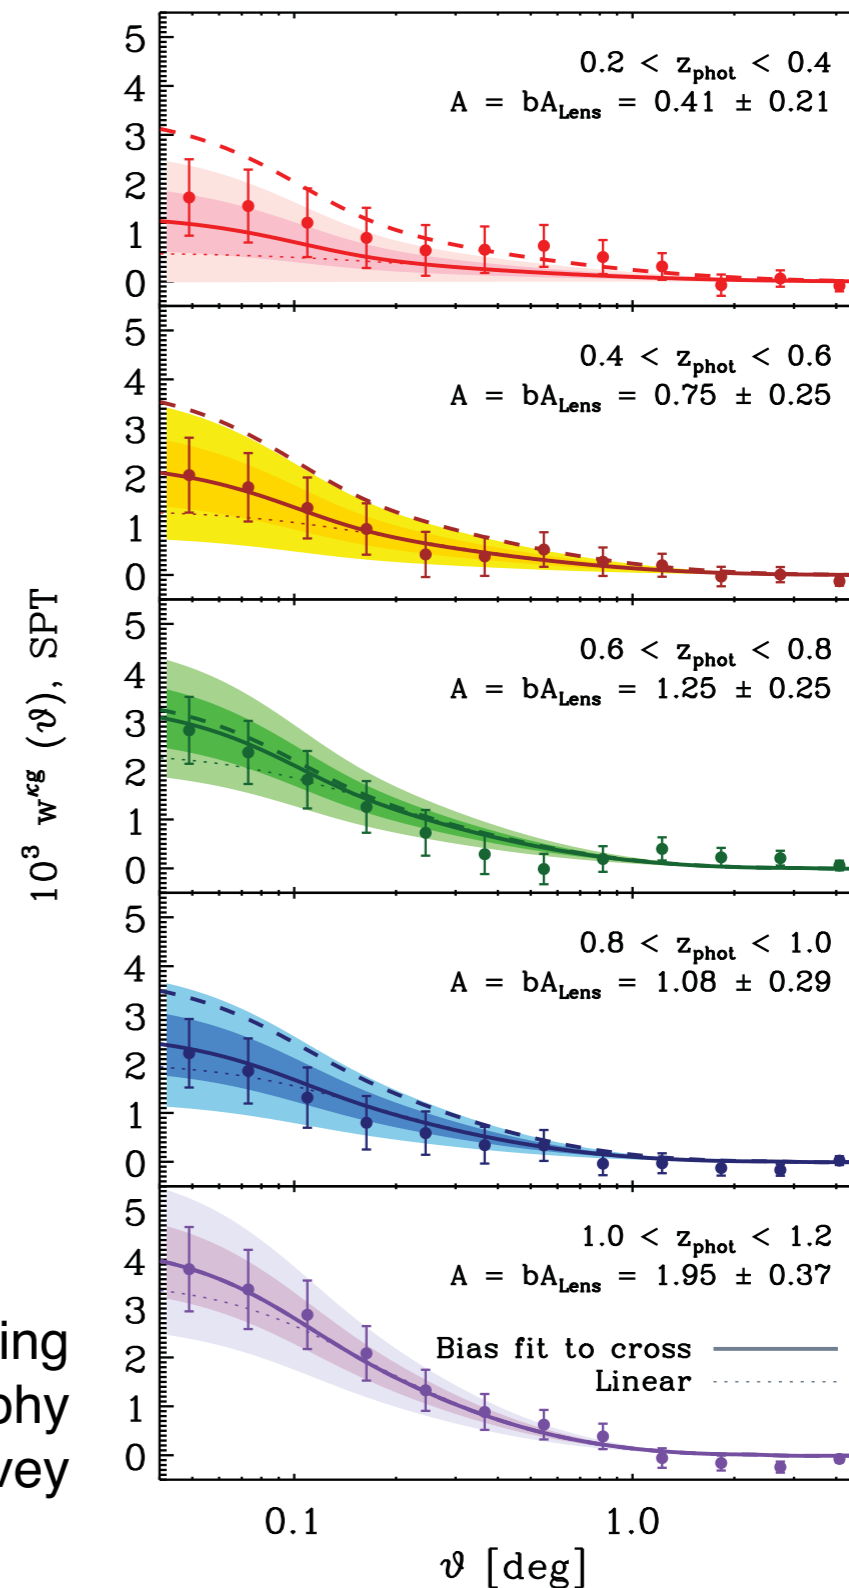 5
4
3
2
1
0
0.2 < z_phot < 0.4
A = bA_Lens = 0.41 ± 0.21
5
4
3
2
1
0
0.4 < z_phot < 0.6
A = bA_Lens = 0.75 ± 0.25
10³ w^κg (ϑ), SPT
5
4
3
2
1
0
0.6 < z_phot < 0.8
A = bA_Lens = 1.25 ± 0.25
5
4
3
2
1
0
0.8 < z_phot < 1.0
A = bA_Lens = 1.08 ± 0.29
5
4
3
2
1
0
1.0 < z_phot < 1.2
A = bA_Lens = 1.95 ± 0.37
Bias fit to cross
Linear
ing
phy
vey
0.1 1.0
ϑ [deg]